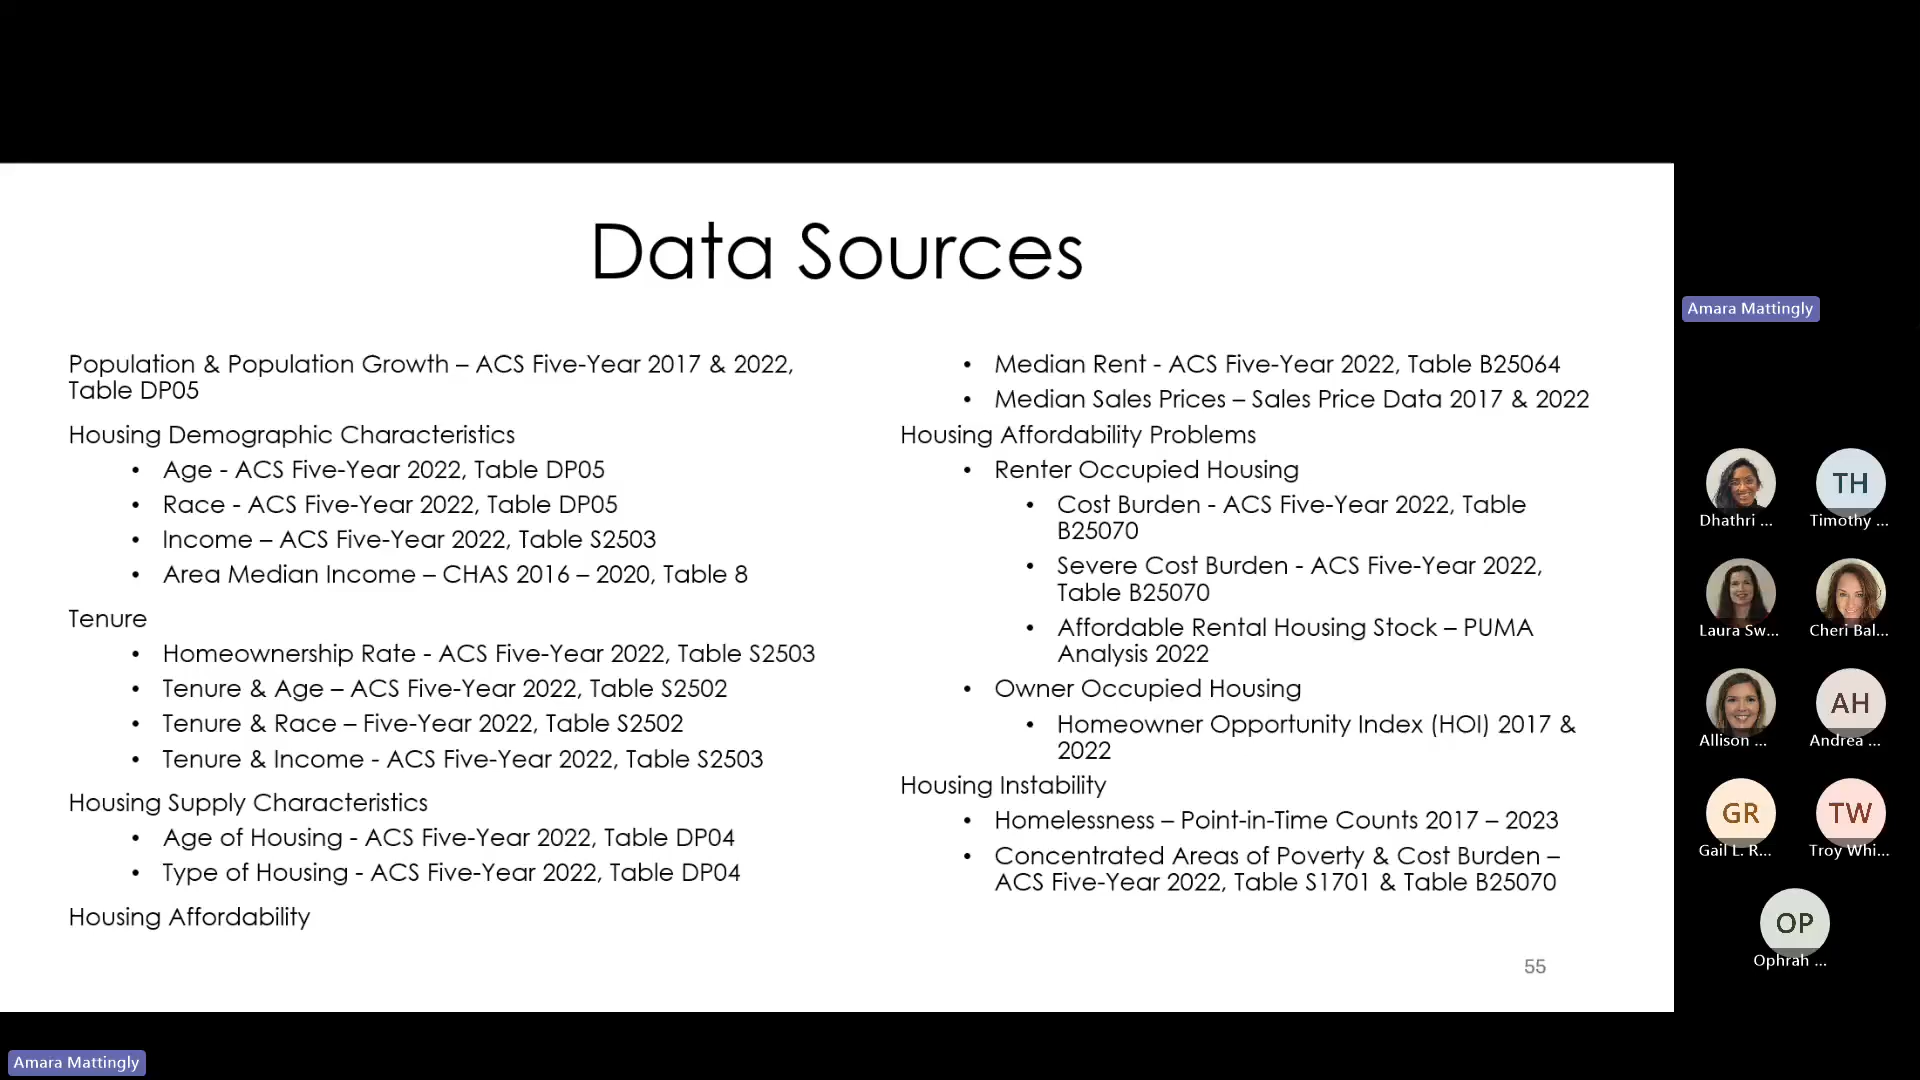 Data Sources
Population & Population Growth – ACS Five-Year 2017 & 2022,
Table DP05
Housing Demographic Characteristics
• Age - ACS Five-Year 2022, Table DP05
• Race - ACS Five-Year 2022, Table DP05
• Income – ACS Five-Year 2022, Table S2503
• Area Median Income – CHAS 2016 – 2020, Table 8
Tenure
• Homeownership Rate - ACS Five-Year 2022, Table S2503
• Tenure & Age – ACS Five-Year 2022, Table S2502
• Tenure & Race – Five-Year 2022, Table S2502
• Tenure & Income - ACS Five-Year 2022, Table S2503
Housing Supply Characteristics
• Age of Housing - ACS Five-Year 2022, Table DP04
• Type of Housing - ACS Five-Year 2022, Table DP04
Housing Affordability
• Median Rent - ACS Five-Year 2022, Table B25064
• Median Sales Prices – Sales Price Data 2017 & 2022
Housing Affordability Problems
• Renter Occupied Housing
• Cost Burden - ACS Five-Year 2022, Table
B25070
• Severe Cost Burden - ACS Five-Year 2022,
Table B25070
• Affordable Rental Housing Stock – PUMA
Analysis 2022
• Owner Occupied Housing
• Homeowner Opportunity Index (HOI) 2017 &
2022
Housing Instability
• Homelessness – Point-in-Time Counts 2017 – 2023
• Concentrated Areas of Poverty & Cost Burden –
ACS Five-Year 2022, Table S1701 & Table B25070
55
Amara Mattingly
Dhathri ...
TH
Timothy ...
Laura Sw...
Cheri Bal...
Allison ...
AH
Andrea ...
GR
Gail L. R...
TW
Troy Whi...
OP
Ophrah ...
Amara Mattingly